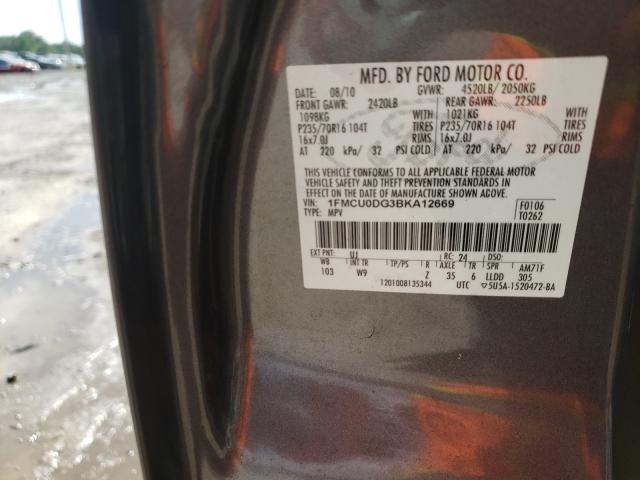 MFD. BY FORD MOTOR CO.
DATE: 08/10 GVWR: 4520LB/ 2050KG
FRONT GAWR: 2420LB REAR GAWR: 2250LB
1098KG WITH 1021KG WITH
P235/70R16 104T TIRES P235/70R16 104T TIRES
16x7.0J RIMS 16x7.0J RIMS
AT 220 kPa/ 32 PSI COLD AT 220 kPa/ 32 PSI COLD
THIS VEHICLE CONFORMS TO ALL APPLICABLE FEDERAL MOTOR
VEHICLE SAFETY AND THEFT PREVENTION STANDARDS IN
EFFECT ON THE DATE OF MANUFACTURE SHOWN ABOVE.
VIN: 1FMCU0DG3BKA12669 F0106
TYPE: MPV T0262
EXT PNT: UJ RC: 24 DSO:
WB INT TR TP/PS R AXLE TR SPR AM71F
103 W9 Z 35 6 LLDD 305
1201008135344 UTC 5U5A-1520472-BA